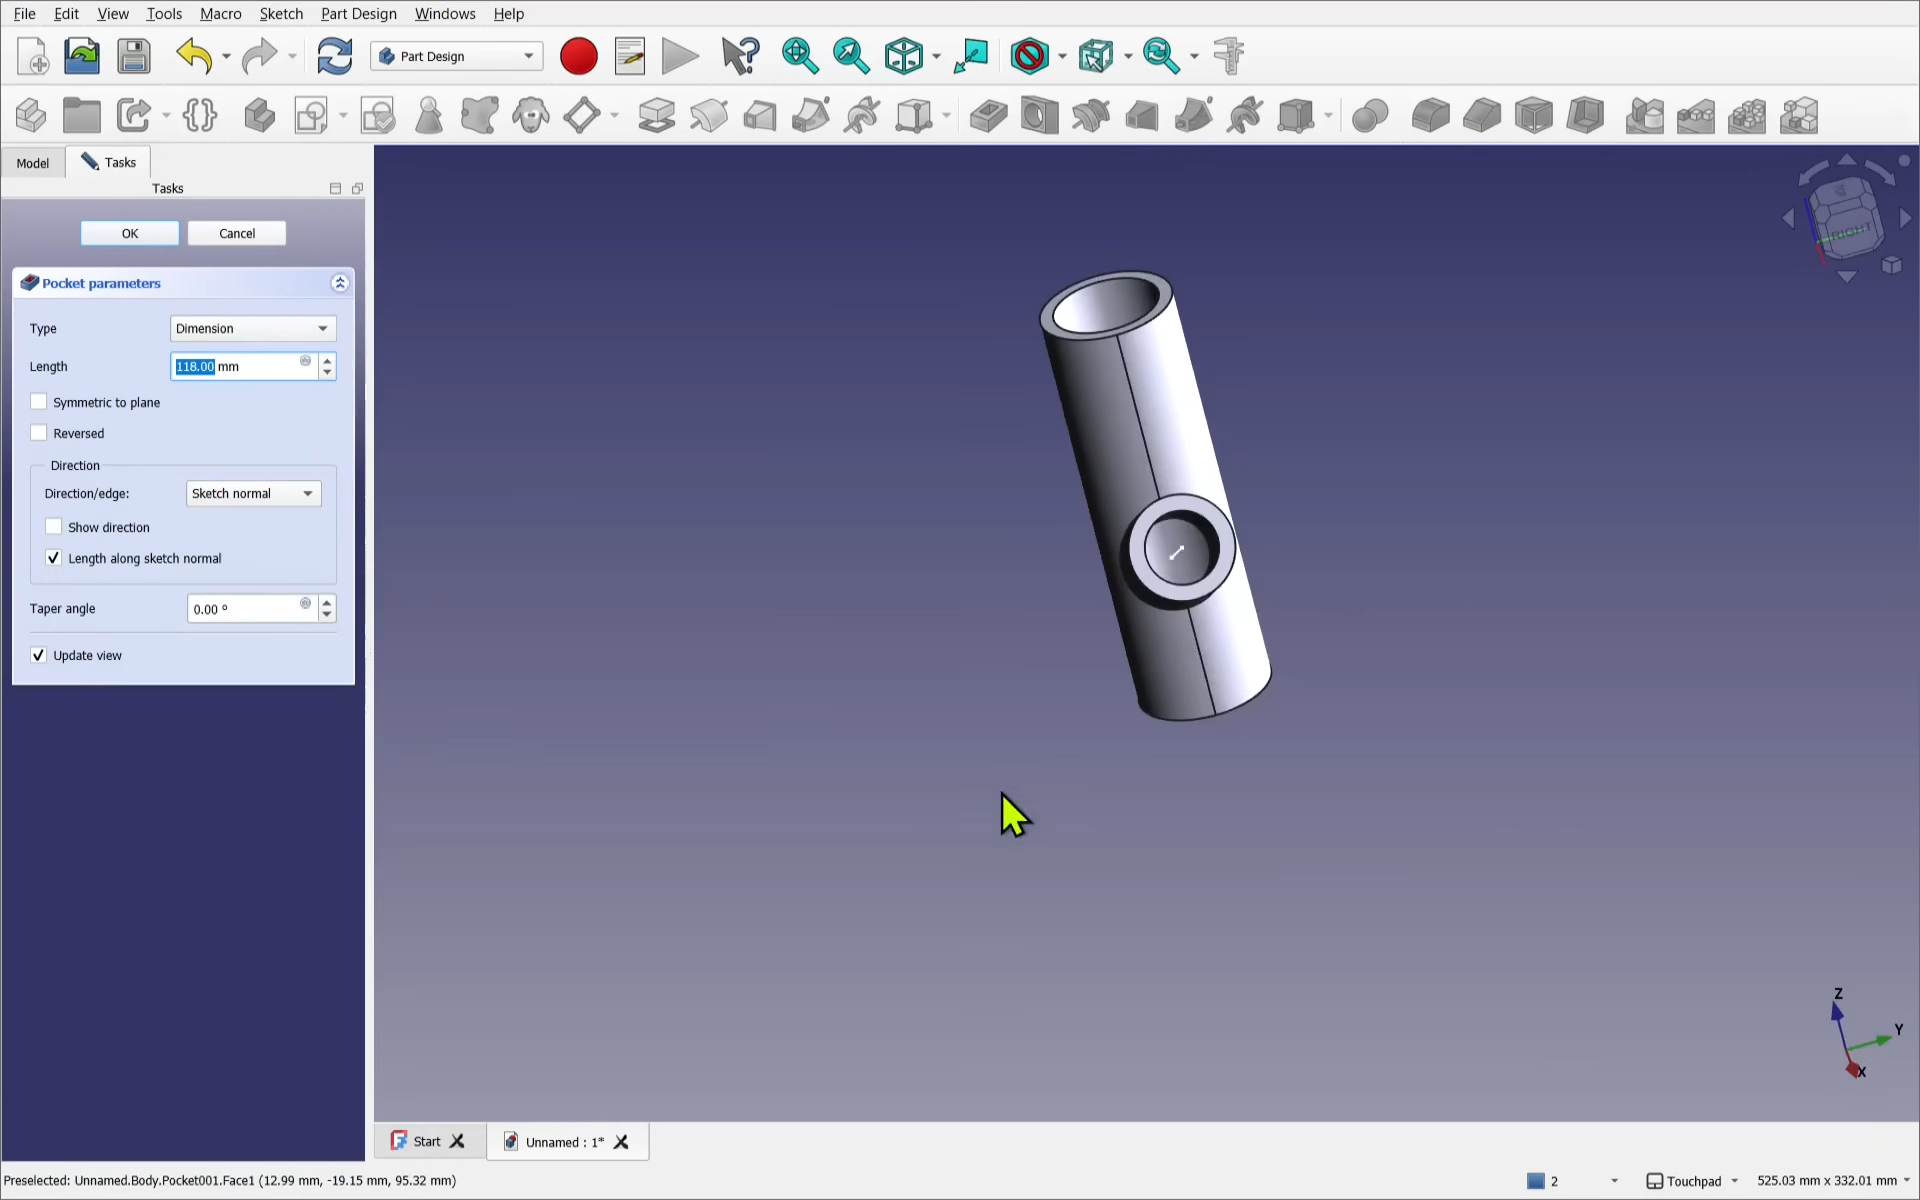 File Edit View Tools Macro Sketch Part Design Windows Help
Part Design
Model Tasks
Tasks
OK Cancel
Pocket parameters
Type Dimension
Length 118.00 mm
Symmetric to plane
Reversed
Direction
Direction/edge: Sketch normal
Show direction
Length along sketch normal
Taper angle 0.00 °
Update view
RIGHT
Z
Y
X
Start Unnamed : 1*
Preselected: Unnamed.Body.Pocket001.Face1 (12.99 mm, -19.15 mm, 95.32 mm) 2 Touchpad 525.03 mm x 332.01 mm